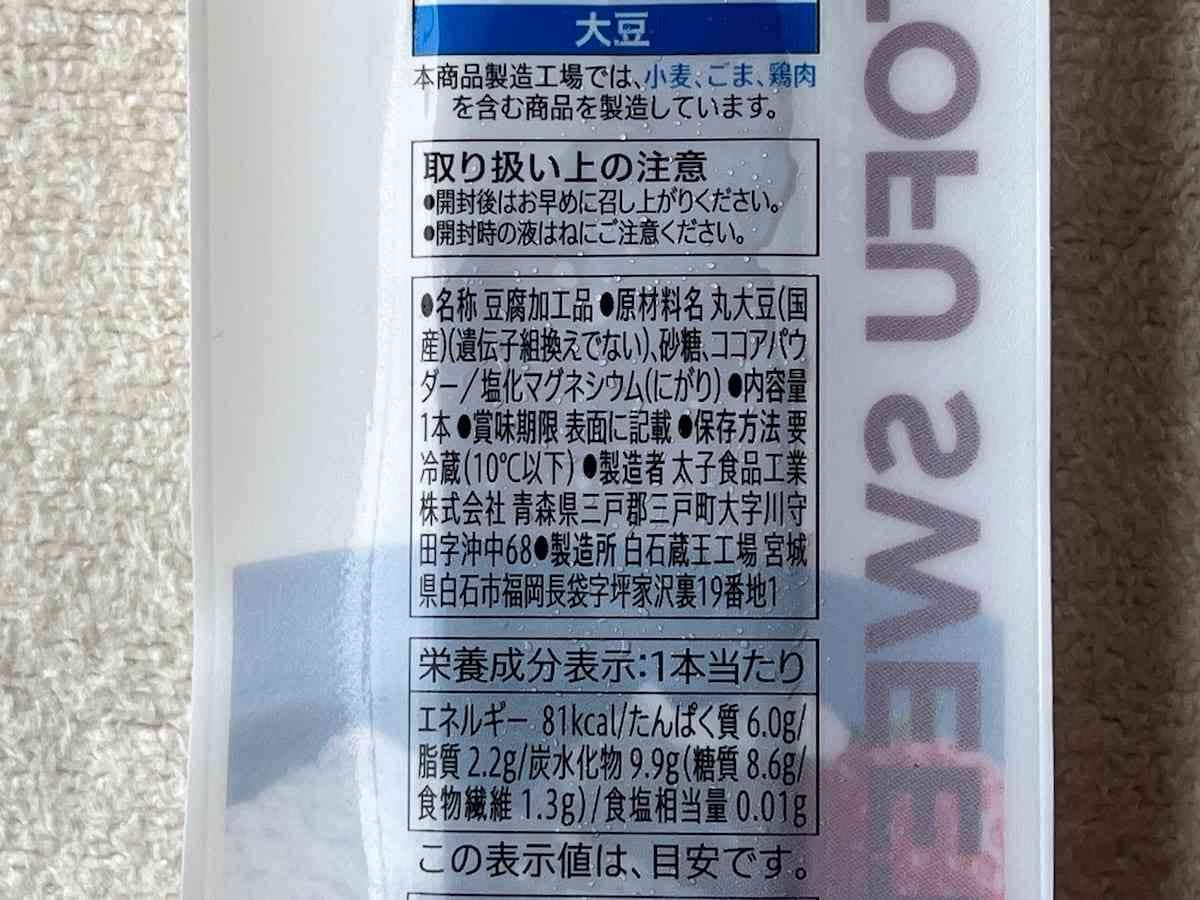 大豆
本商品製造工場では、小麦、ごま、鶏肉
を含む商品を製造しています。
取り扱い上の注意
●開封後はお早めに召し上がりください。
●開封時の液はねにご注意ください。
●名称 豆腐加工品 ●原材料名 丸大豆(国
産)(遺伝子組換えでない)、砂糖、ココアパウ
ダー/塩化マグネシウム(にがり) ●内容量
1本 ●賞味期限 表面に記載 ●保存方法 要
冷蔵(10℃以下) ●製造者 太子食品工業
株式会社 青森県三戸郡三戸町大字川守
田字沖中68●製造所 白石蔵王工場 宮城
県白石市福岡長袋字坪家沢裏19番地1
栄養成分表示:1本当たり
エネルギー 81kcal/たんぱく質 6.0g/
脂質 2.2g/炭水化物 9.9g(糖質 8.6g/
食物繊維 1.3g)/食塩相当量 0.01g
この表示値は、目安です。
OFU SWEE